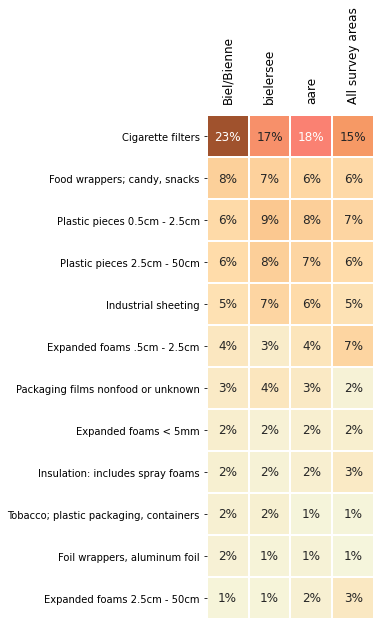 Biel/Bienne bielersee aare All survey areas
Cigarette filters 23% 17% 18% 15%
Food wrappers; candy, snacks 8% 7% 6% 6%
Plastic pieces 0.5cm - 2.5cm 6% 9% 8% 7%
Plastic pieces 2.5cm - 50cm 6% 8% 7% 6%
Industrial sheeting 5% 7% 6% 5%
Expanded foams .5cm - 2.5cm 4% 3% 4% 7%
Packaging films nonfood or unknown 3% 4% 3% 2%
Expanded foams < 5mm 2% 2% 2% 2%
Insulation: includes spray foams 2% 2% 2% 3%
Tobacco; plastic packaging, containers 2% 2% 1% 1%
Foil wrappers, aluminum foil 2% 1% 1% 1%
Expanded foams 2.5cm - 50cm 1% 1% 2% 3%